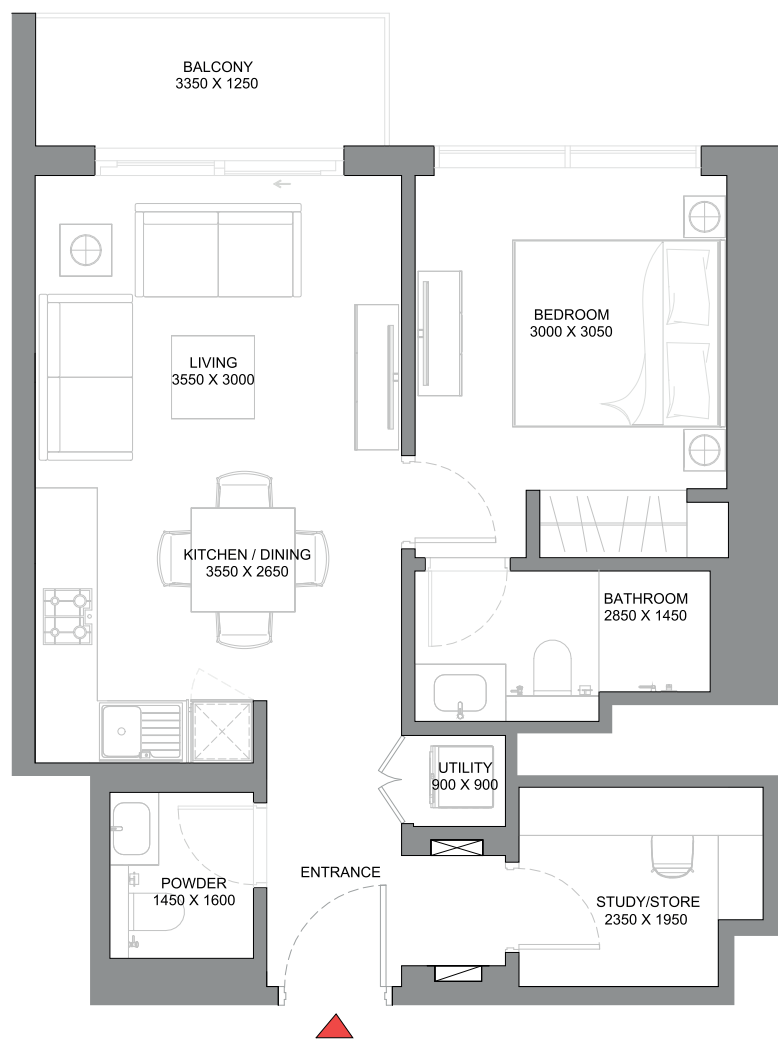 BALCONY
3350 X 1250
BEDROOM
3000 X 3050
LIVING
3550 X 3000
KITCHEN / DINING
3550 X 2650
BATHROOM
2850 X 1450
UTILITY
900 X 900
ENTRANCE
POWDER
1450 X 1600
STUDY/STORE
2350 X 1950